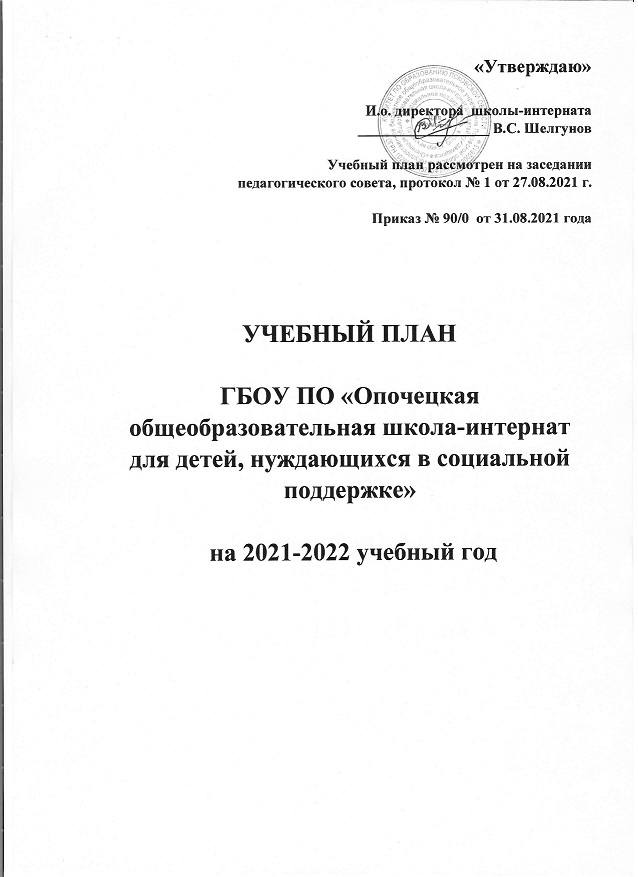 «Утверждаю»
И.о. директора школы-интерната
В.С. Шелгунов
Учебный план рассмотрен на заседании
педагогического совета, протокол № 1 от 27.08.2021 г.
Приказ № 90/0 от 31.08.2021 года
УЧЕБНЫЙ ПЛАН
ГБОУ ПО «Опочецкая
общеобразовательная школа-интернат
для детей, нуждающихся в социальной
поддержке»
на 2021-2022 учебный год